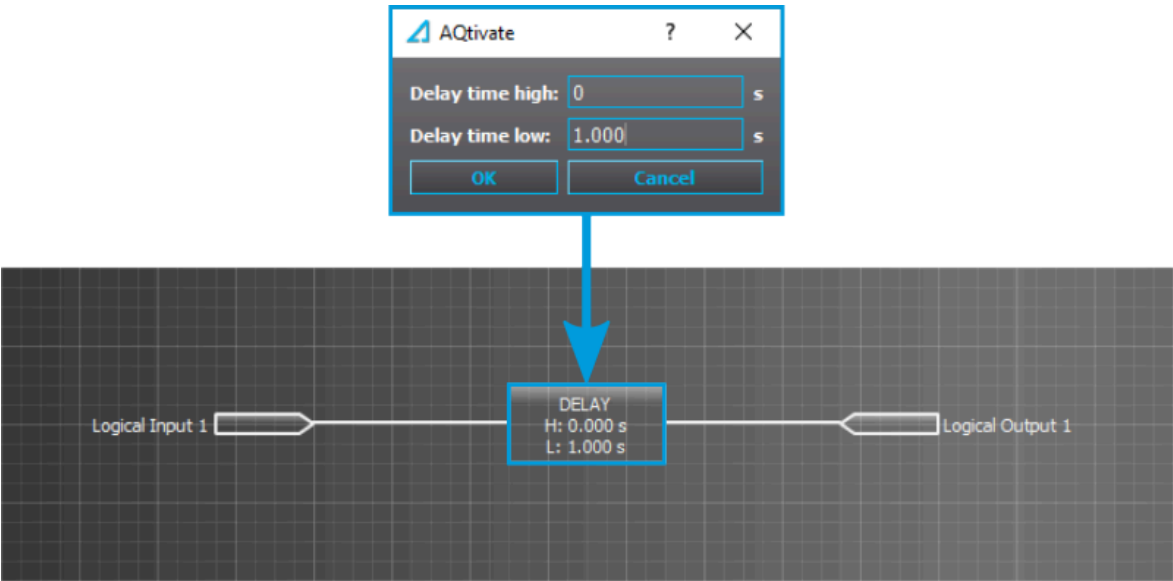 AQtivate ?
Delay time high: 0 s
Delay time low: 1.000 s
OK Cancel
DELAY
H: 0.000 s
L: 1.000 s
Logical Input 1
Logical Output 1